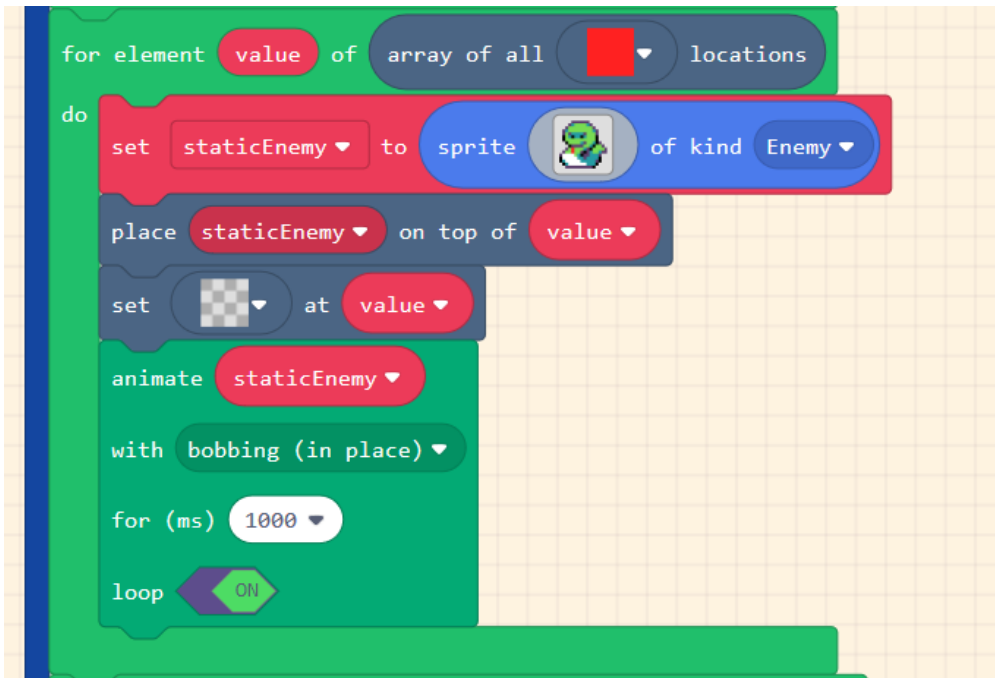 for element value of array of all locations
do
set staticEnemy to sprite of kind Enemy
place staticEnemy on top of value
set at value
animate staticEnemy
with bobbing (in place)
for (ms) 1000
loop ON